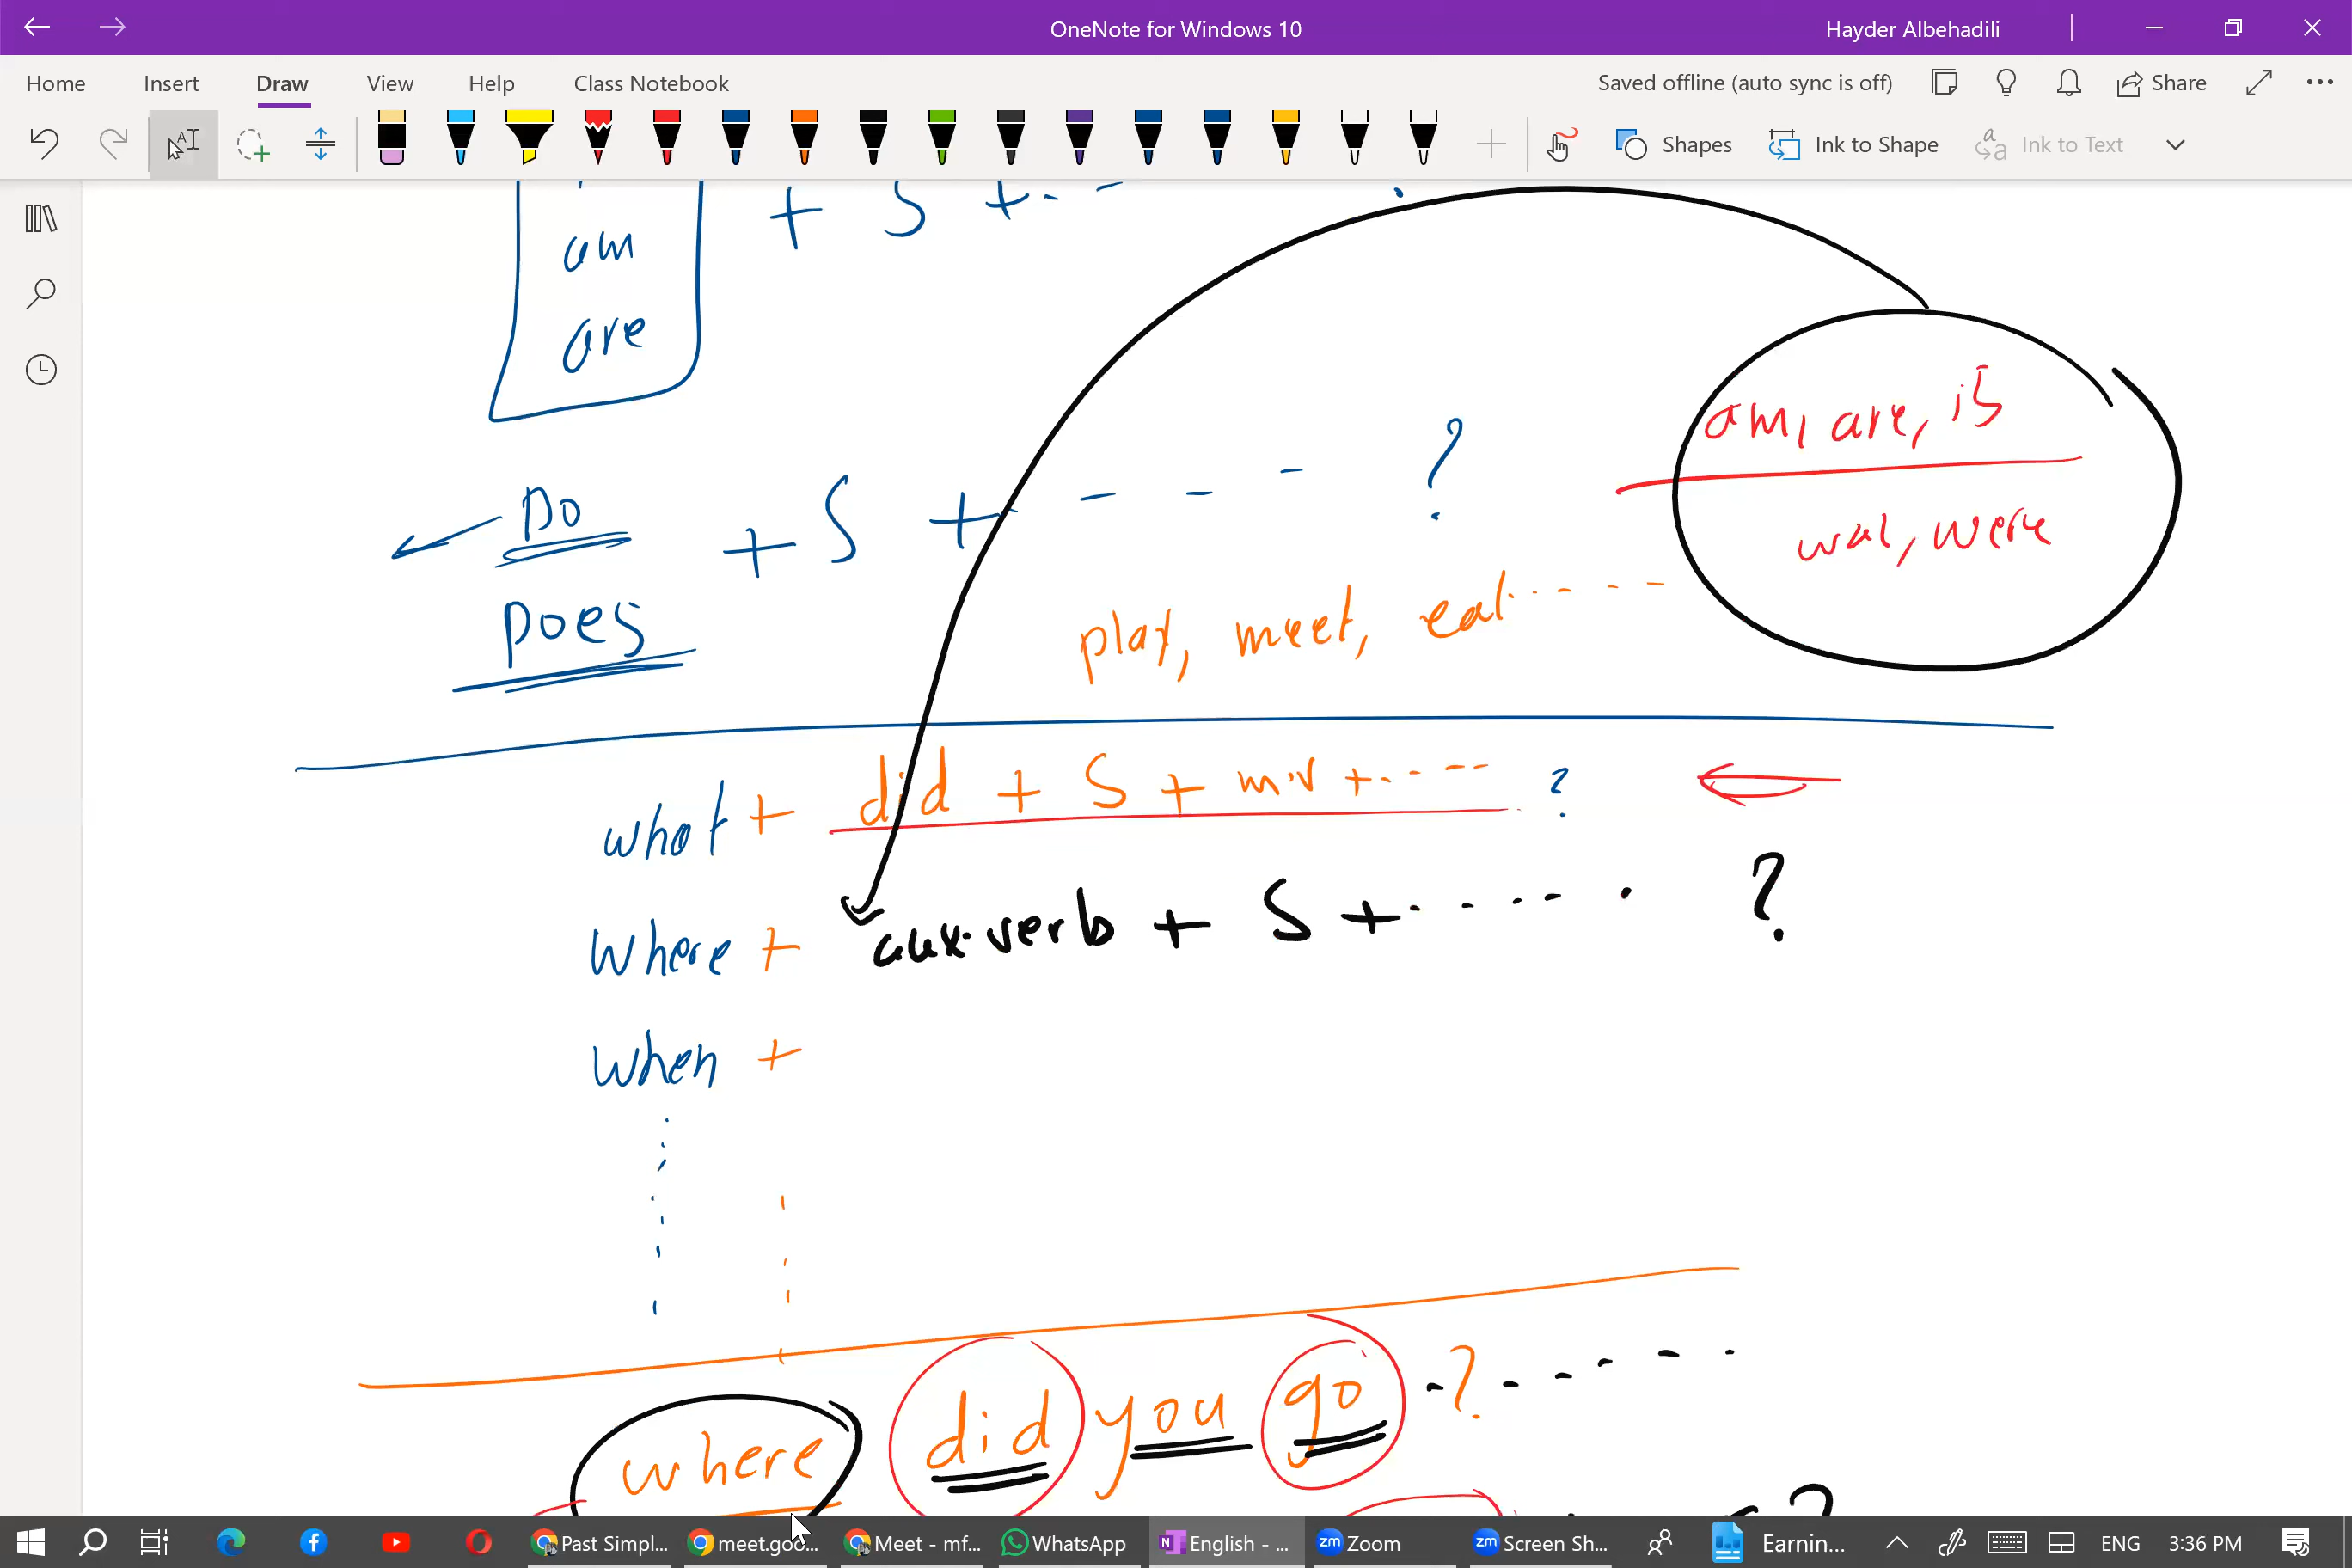 OneNote for Windows 10
Hayder Albehadili
Home Insert Draw View Help Class Notebook
Saved offline (auto sync is off) Share
Shapes Ink to Shape Ink to Text
+ S +- -
am
are
am, are, is
Do + S + - - - ?
was, were
Does
play, meet, eat.----
what + did + S + m.v +.---- ?
where + aux.verb + S +.----. ?
when +
where did you go -?-----
?
Past Simpl... meet.goo... Meet - mf... WhatsApp English - ... Zoom Screen Sh... Earnin... ENG 3:36 PM